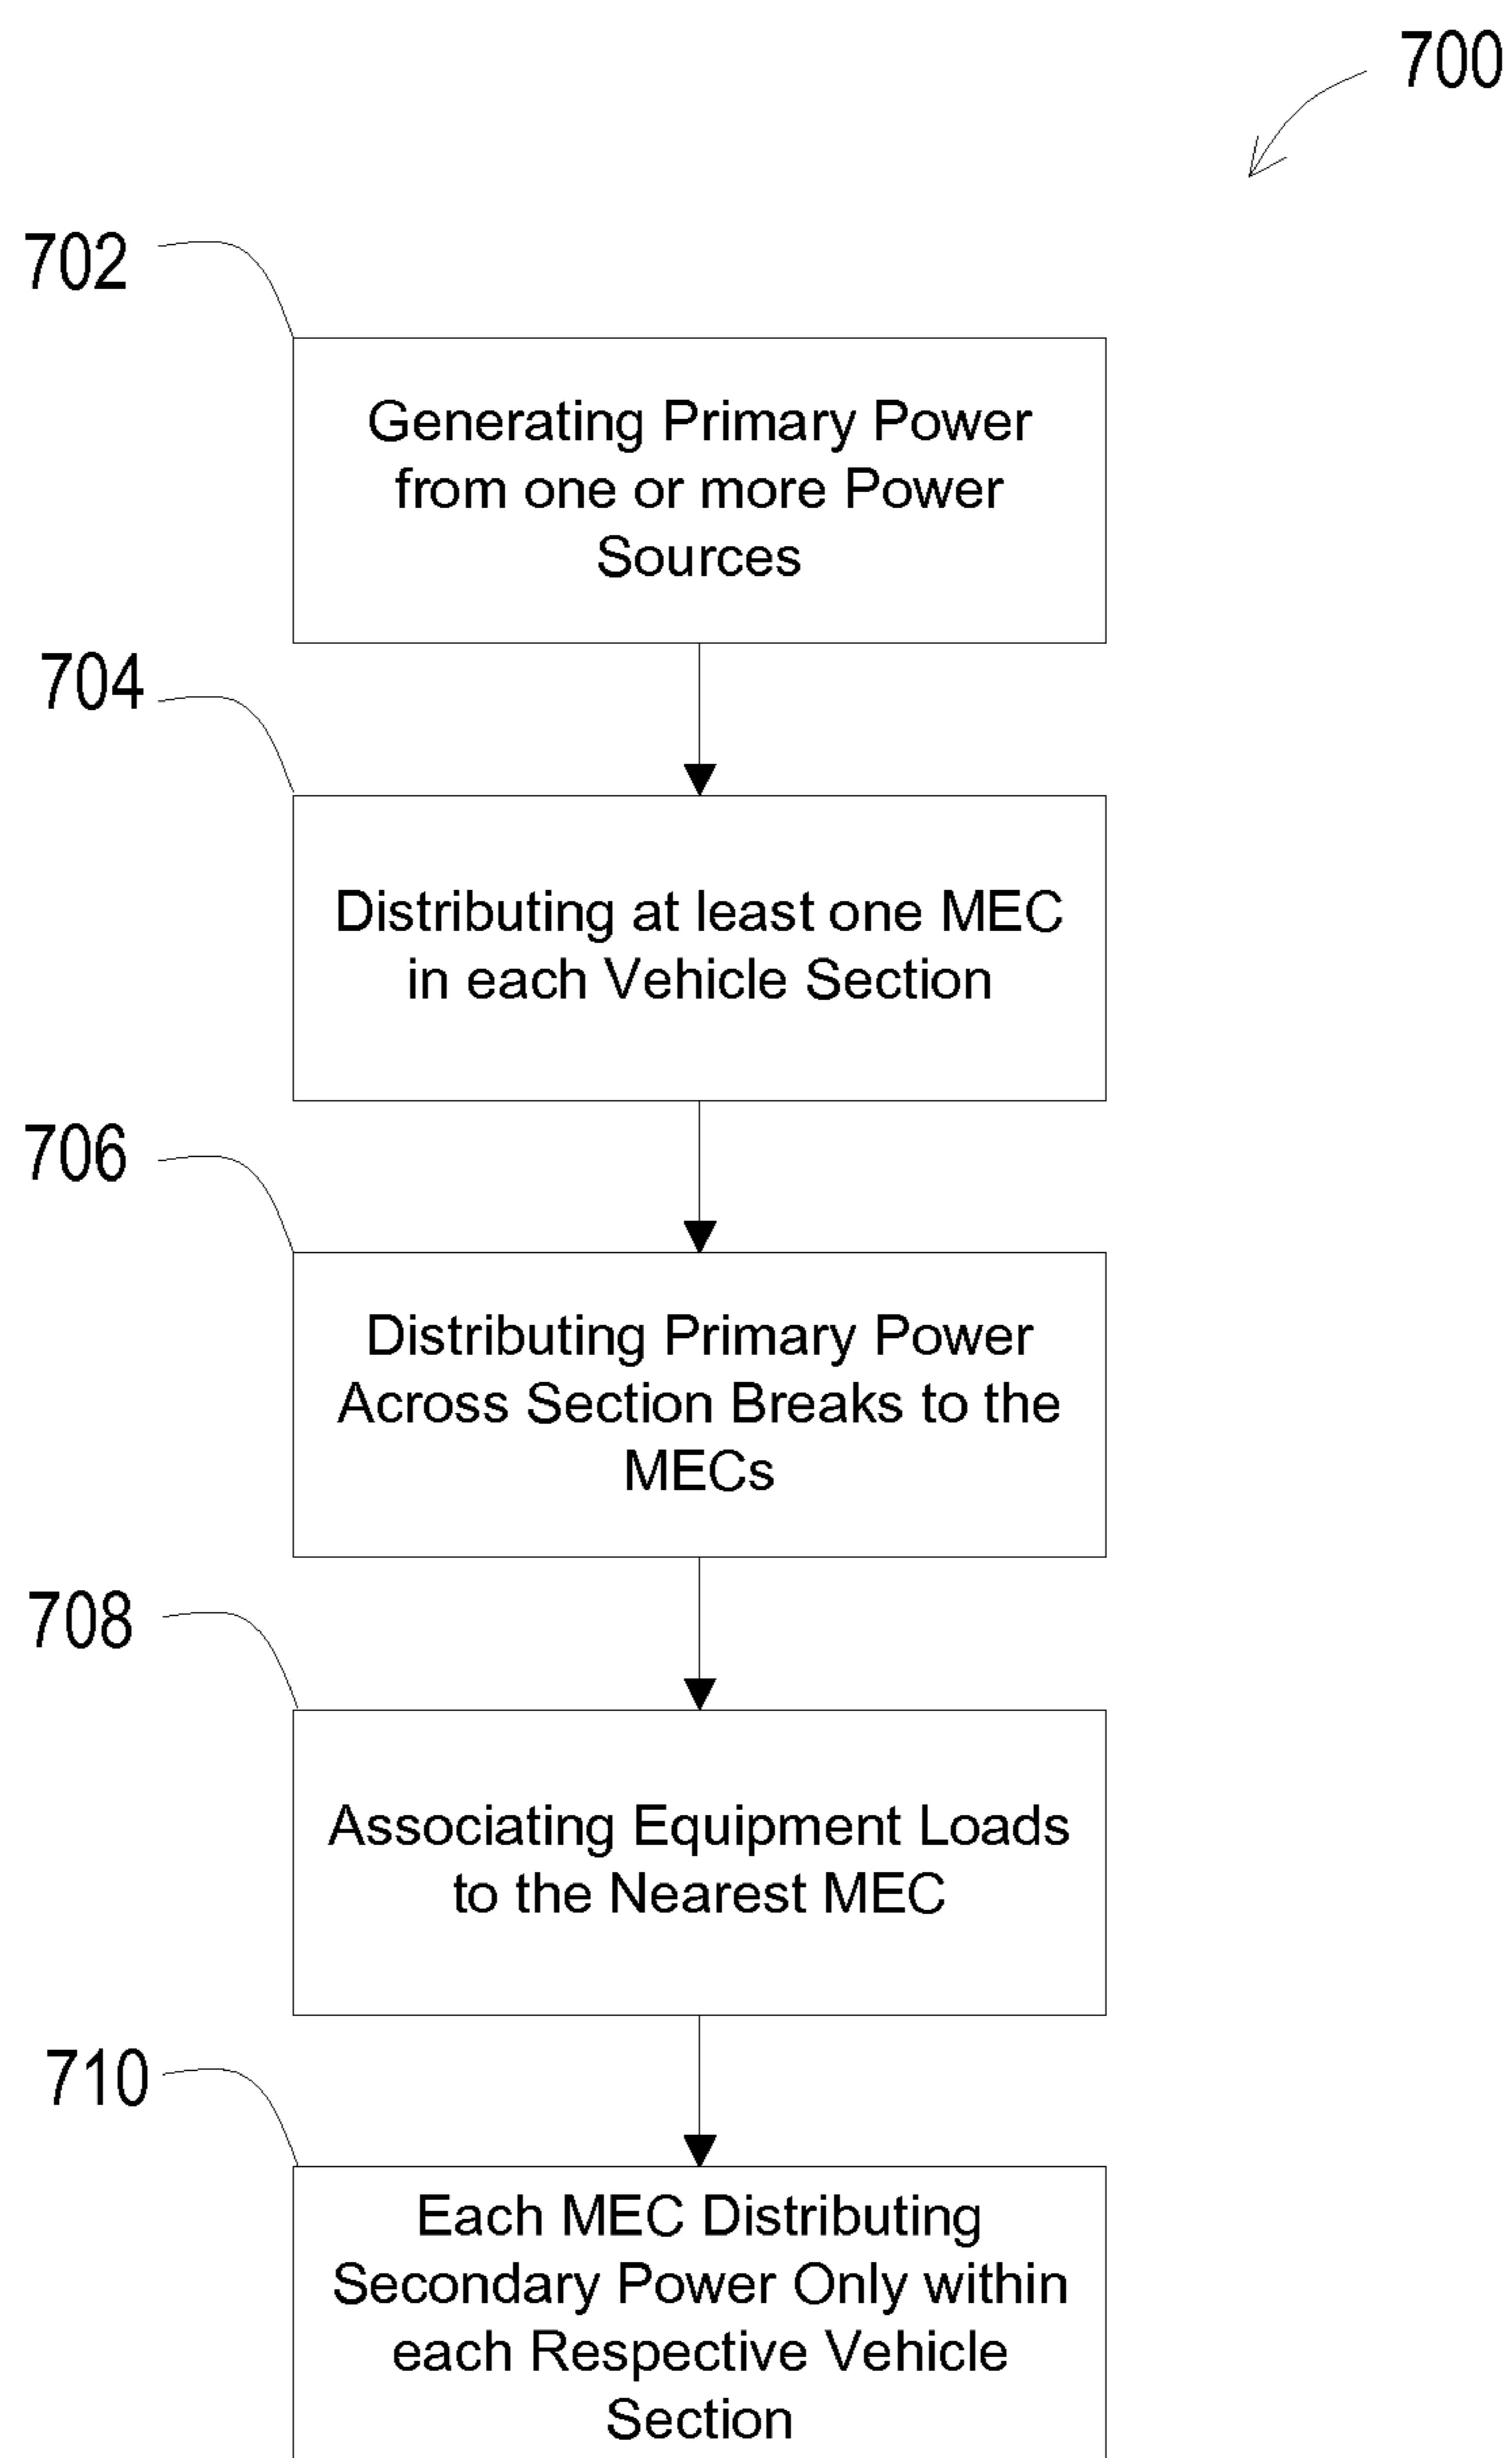 700
702
Generating Primary Power
from one or more Power
Sources
704
Distributing at least one MEC
in each Vehicle Section
706
Distributing Primary Power
Across Section Breaks to the
MECs
708
Associating Equipment Loads
to the Nearest MEC
710
Each MEC Distributing
Secondary Power Only within
each Respective Vehicle
Section